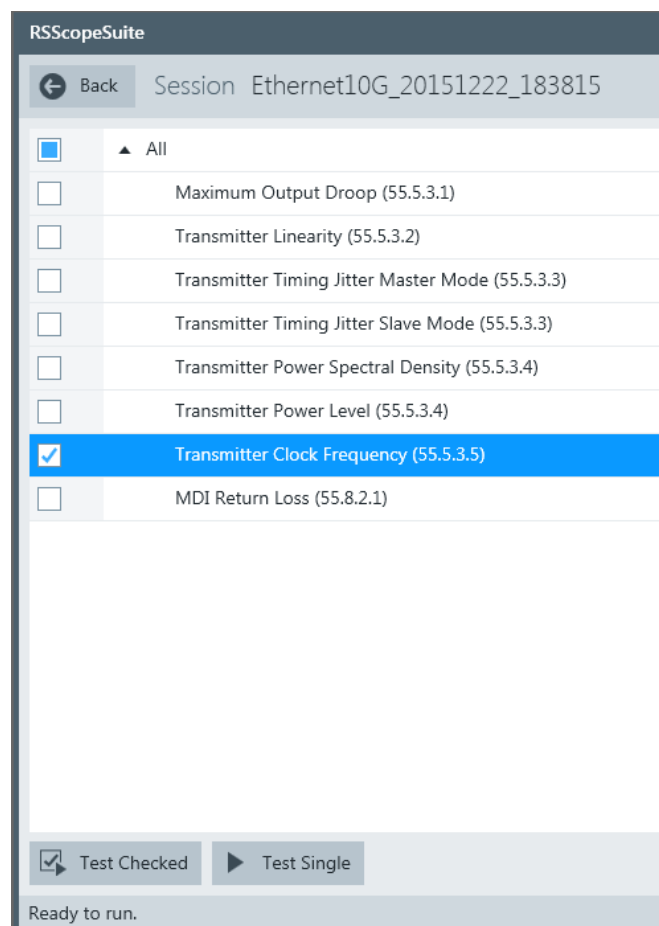 RSScopeSuite
Back Session Ethernet10G_20151222_183815
All
Maximum Output Droop (55.5.3.1)
Transmitter Linearity (55.5.3.2)
Transmitter Timing Jitter Master Mode (55.5.3.3)
Transmitter Timing Jitter Slave Mode (55.5.3.3)
Transmitter Power Spectral Density (55.5.3.4)
Transmitter Power Level (55.5.3.4)
Transmitter Clock Frequency (55.5.3.5)
MDI Return Loss (55.8.2.1)
Test Checked Test Single
Ready to run.